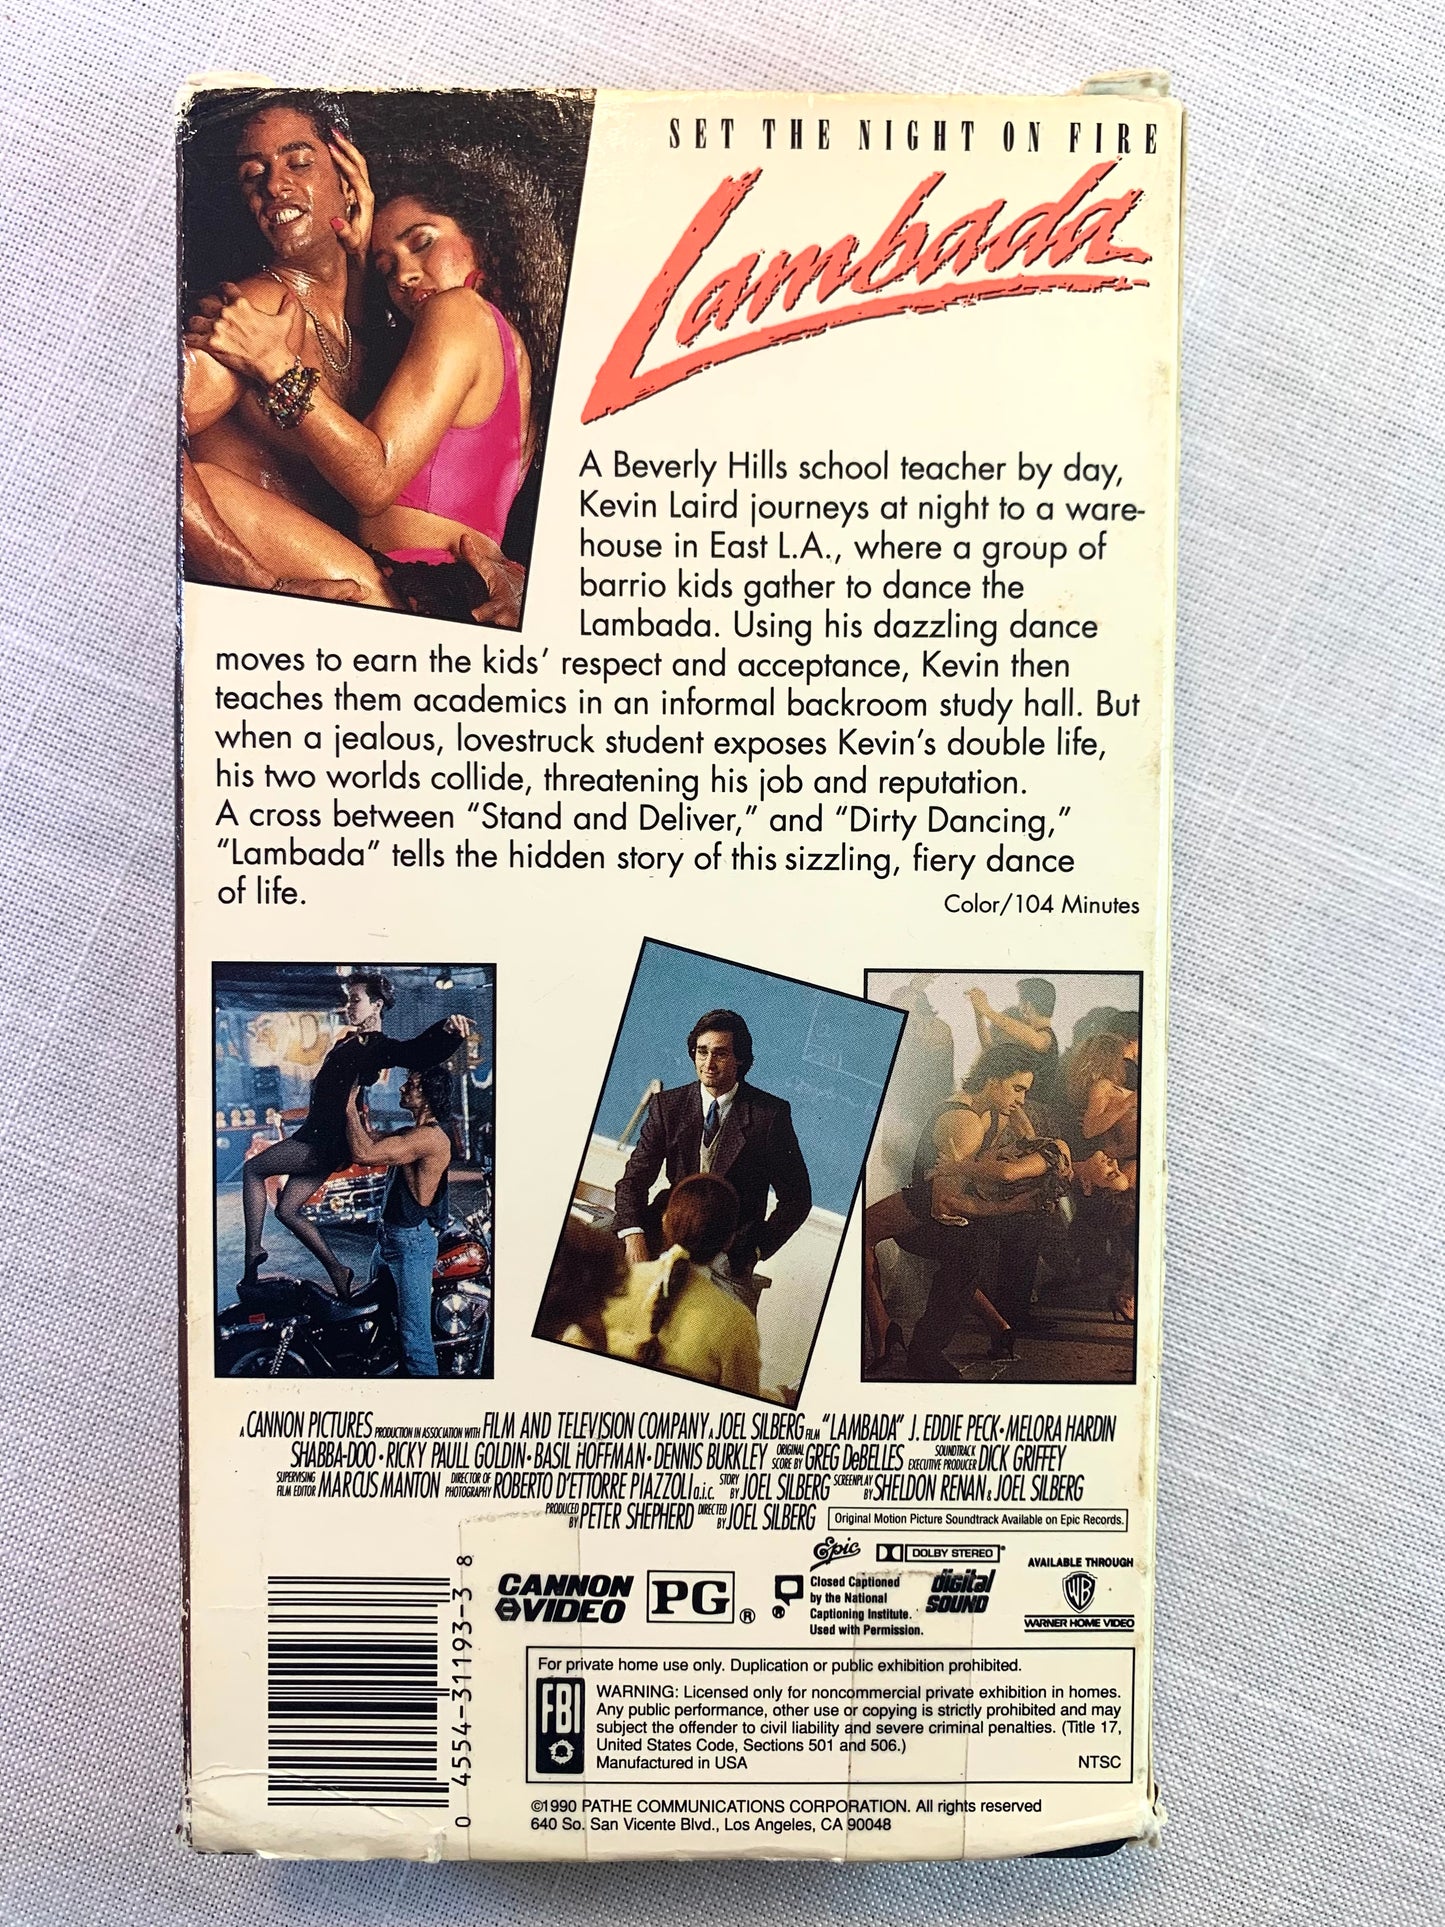 SET THE NIGHT ON FIRE
Lambada
A Beverly Hills school teacher by day,
Kevin Laird journeys at night to a ware-
house in East L.A., where a group of
barrio kids gather to dance the
Lambada. Using his dazzling dance
moves to earn the kids' respect and acceptance, Kevin then
teaches them academics in an informal backroom study hall. But
when a jealous, lovestruck student exposes Kevin's double life,
his two worlds collide, threatening his job and reputation.
A cross between "Stand and Deliver," and "Dirty Dancing,"
"Lambada" tells the hidden story of this sizzling, fiery dance
of life.
Color/104 Minutes
A CANNON PICTURES PRODUCTION IN ASSOCIATION WITH FILM AND TELEVISION COMPANY A JOEL SILBERG FILM "LAMBADA" J. EDDIE PECK • MELORA HARDIN
SHABBA-DOO • RICKY PAULL GOLDIN • BASIL HOFFMAN • DENNIS BURKLEY ORIGINAL SCORE BY GREG DeBELLES SOUNDTRACK EXECUTIVE PRODUCER DICK GRIFFEY
SUPERVISING FILM EDITOR MARCUS MANTON DIRECTOR OF PHOTOGRAPHY ROBERTO D'ETTORRE PIAZZOLI a.i.c. STORY BY JOEL SILBERG SCREENPLAY BY SHELDON RENAN & JOEL SILBERG
PRODUCED BY PETER SHEPHERD DIRECTED BY JOEL SILBERG
Original Motion Picture Soundtrack Available on Epic Records.
Epic
DOLBY STEREO
AVAILABLE THROUGH
CANNON
VIDEO
PG ®
®
Closed Captioned
by the National
Captioning Institute.
Used with Permission.
digital
SOUND
WB
WARNER HOME VIDEO
0 4554-31193-3 8
For private home use only. Duplication or public exhibition prohibited.
FBI
WARNING: Licensed only for noncommercial private exhibition in homes.
Any public performance, other use or copying is strictly prohibited and may
subject the offender to civil liability and severe criminal penalties. (Title 17,
United States Code, Sections 501 and 506.)
Manufactured in USA
NTSC
©1990 PATHE COMMUNICATIONS CORPORATION. All rights reserved
640 So. San Vicente Blvd., Los Angeles, CA 90048